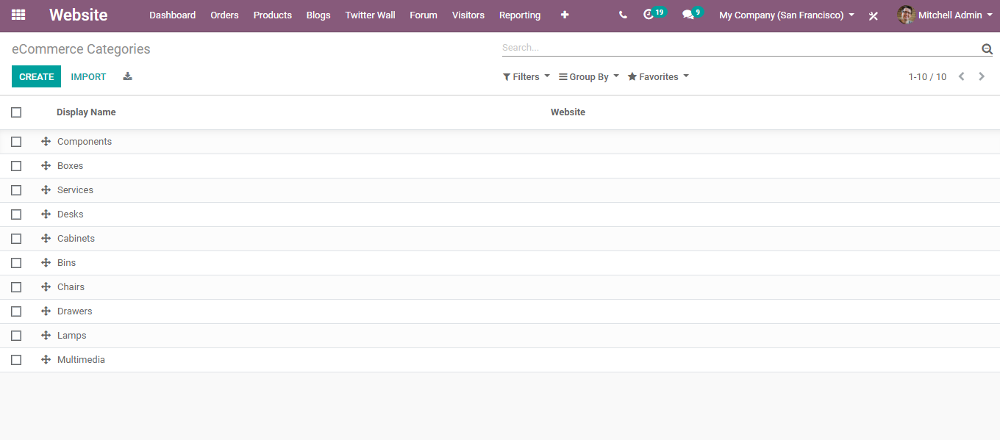 Website Dashboard Orders Products Blogs Twitter Wall Forum Visitors Reporting 19 9 My Company (San Francisco) Mitchell Admin
eCommerce Categories Search...
CREATE IMPORT Filters Group By Favorites 1-10 / 10
Display Name Website
Components
Boxes
Services
Desks
Cabinets
Bins
Chairs
Drawers
Lamps
Multimedia